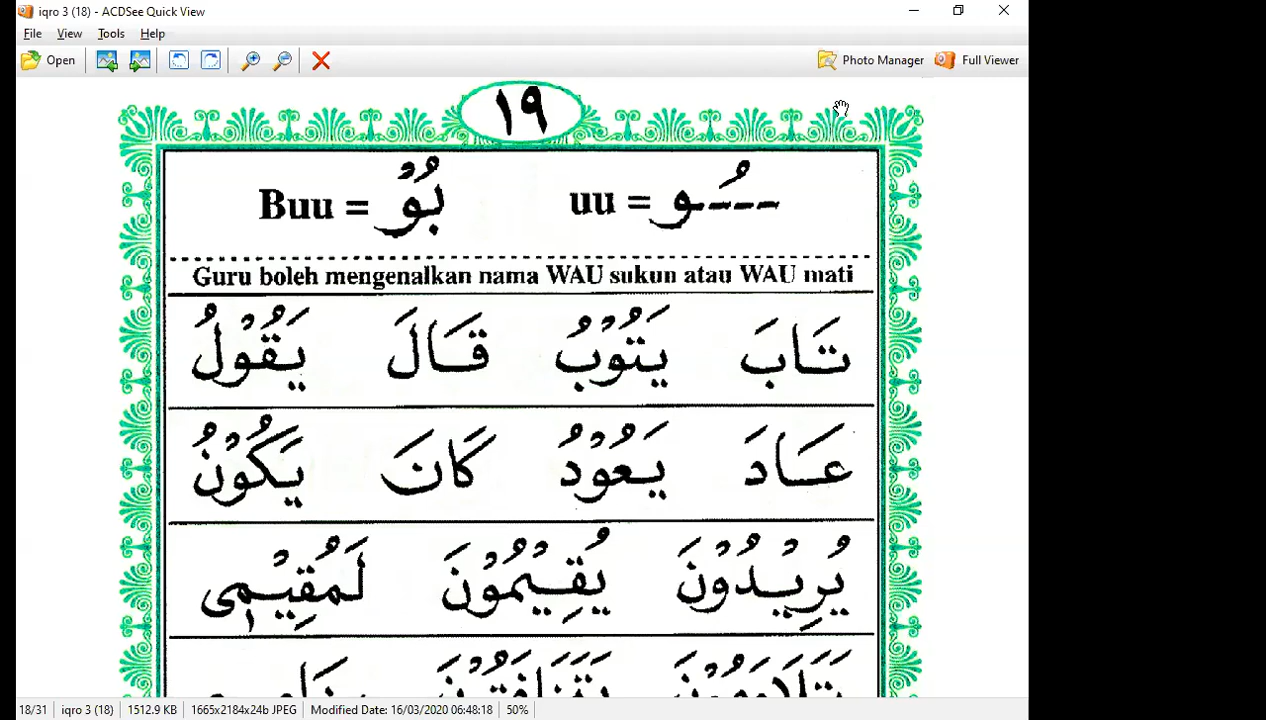 iqro 3 (18) - ACDSee Quick View
File View Tools Help
Open Photo Manager Full Viewer
١٩
ـُو = uu بُوْ = Buu
Guru boleh mengenalkan nama WAU sukun atau WAU mati
تَابَ يَتُوْبُ قَالَ يَقُوْلُ
عَادَ يَعُوْدُ كَانَ يَكُوْنُ
يُرِيْدُوْنَ يُقِيْمُوْنَ لَمُقِيْمِى
18/31 iqro 3 (18) 1512.9 KB 1665x2184x24b JPEG Modified Date: 16/03/2020 06:48:18 50%